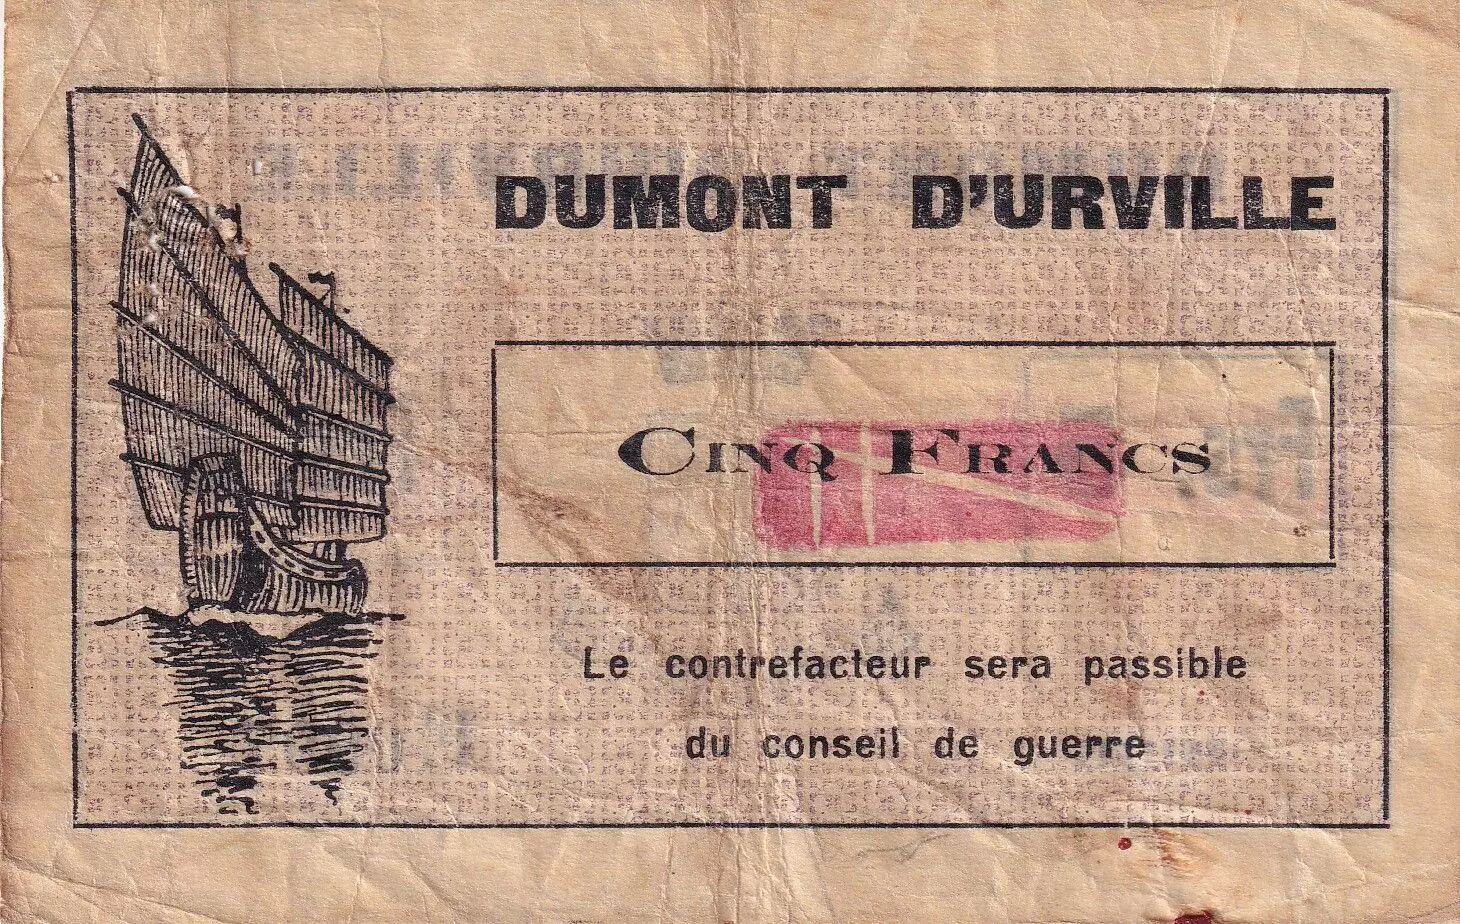 DUMONT D'URVILLE
CINQ FRANCS
Le contrefacteur sera passible
du conseil de guerre